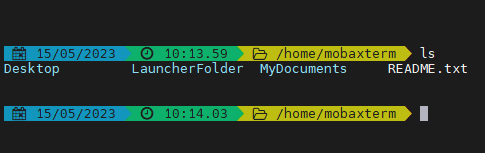 15/05/2023 10:13.59 /home/mobaxterm ls
Desktop LauncherFolder MyDocuments README.txt
15/05/2023 10:14.03 /home/mobaxterm